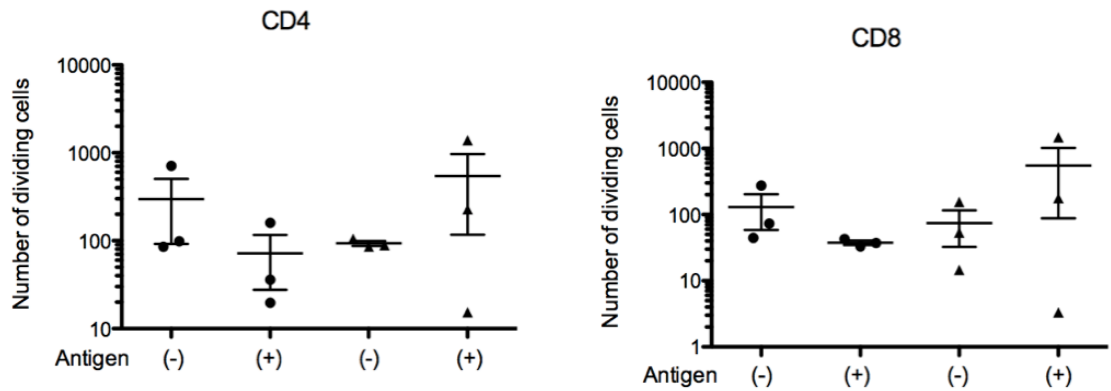 CD4
Number of dividing cells
10000
1000
100
10
Antigen (-) (+) (-) (+)
CD8
Number of dividing cells
10000
1000
100
10
1
Antigen (-) (+) (-) (+)